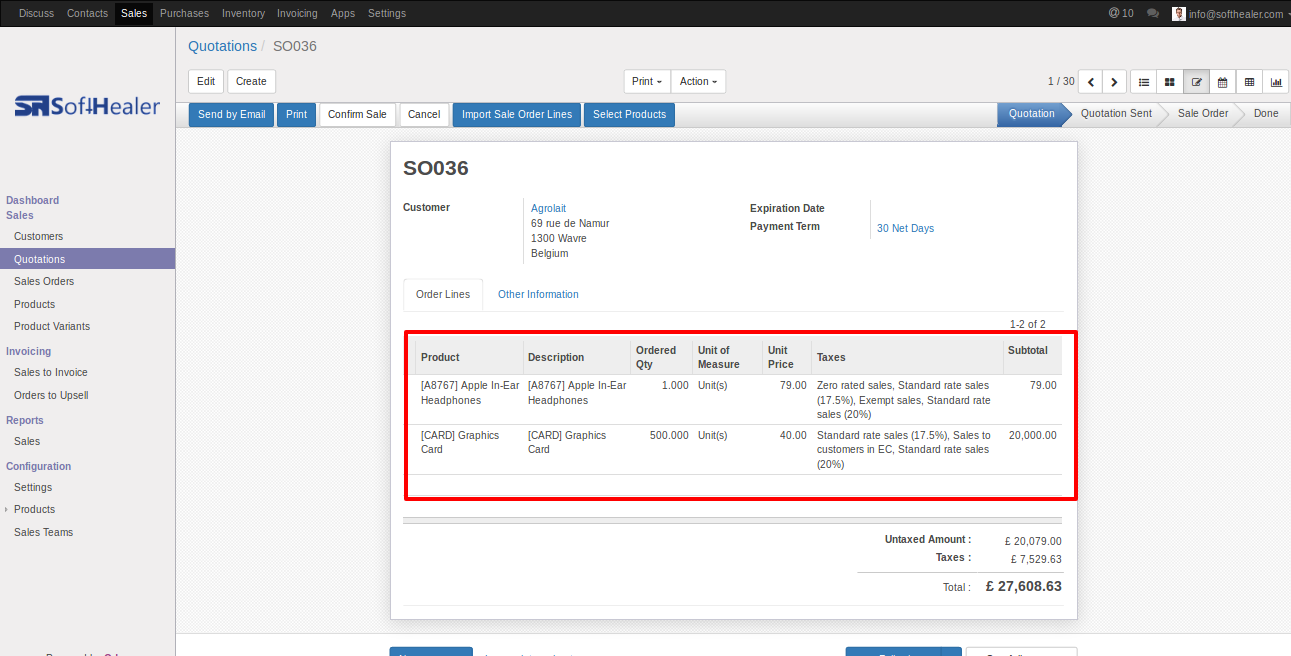 Discuss Contacts Sales Purchases Inventory Invoicing Apps Settings @ 10 info@softhealer.com
Quotations / SO036
Edit Create Print Action 1 / 30
SoftHealer
Send by Email Print Confirm Sale Cancel Import Sale Order Lines Select Products Quotation Quotation Sent Sale Order Done
SO036
Dashboard
Sales
Customers
Quotations
Sales Orders
Products
Product Variants
Invoicing
Sales to Invoice
Orders to Upsell
Reports
Sales
Configuration
Settings
Products
Sales Teams
Customer
Agrolait
69 rue de Namur
1300 Wavre
Belgium
Expiration Date
Payment Term 30 Net Days
Order Lines Other Information
1-2 of 2
Product Description Ordered Qty Unit of Measure Unit Price Taxes Subtotal
[A8767] Apple In-Ear [A8767] Apple In-Ear 1.000 Unit(s) 79.00 Zero rated sales, Standard rate sales 79.00
Headphones Headphones (17.5%), Exempt sales, Standard rate
sales (20%)
[CARD] Graphics [CARD] Graphics 500.000 Unit(s) 40.00 Standard rate sales (17.5%), Sales to 20,000.00
Card Card customers in EC, Standard rate sales
(20%)
Untaxed Amount : £ 20,079.00
Taxes : £ 7,529.63
Total : £ 27,608.63